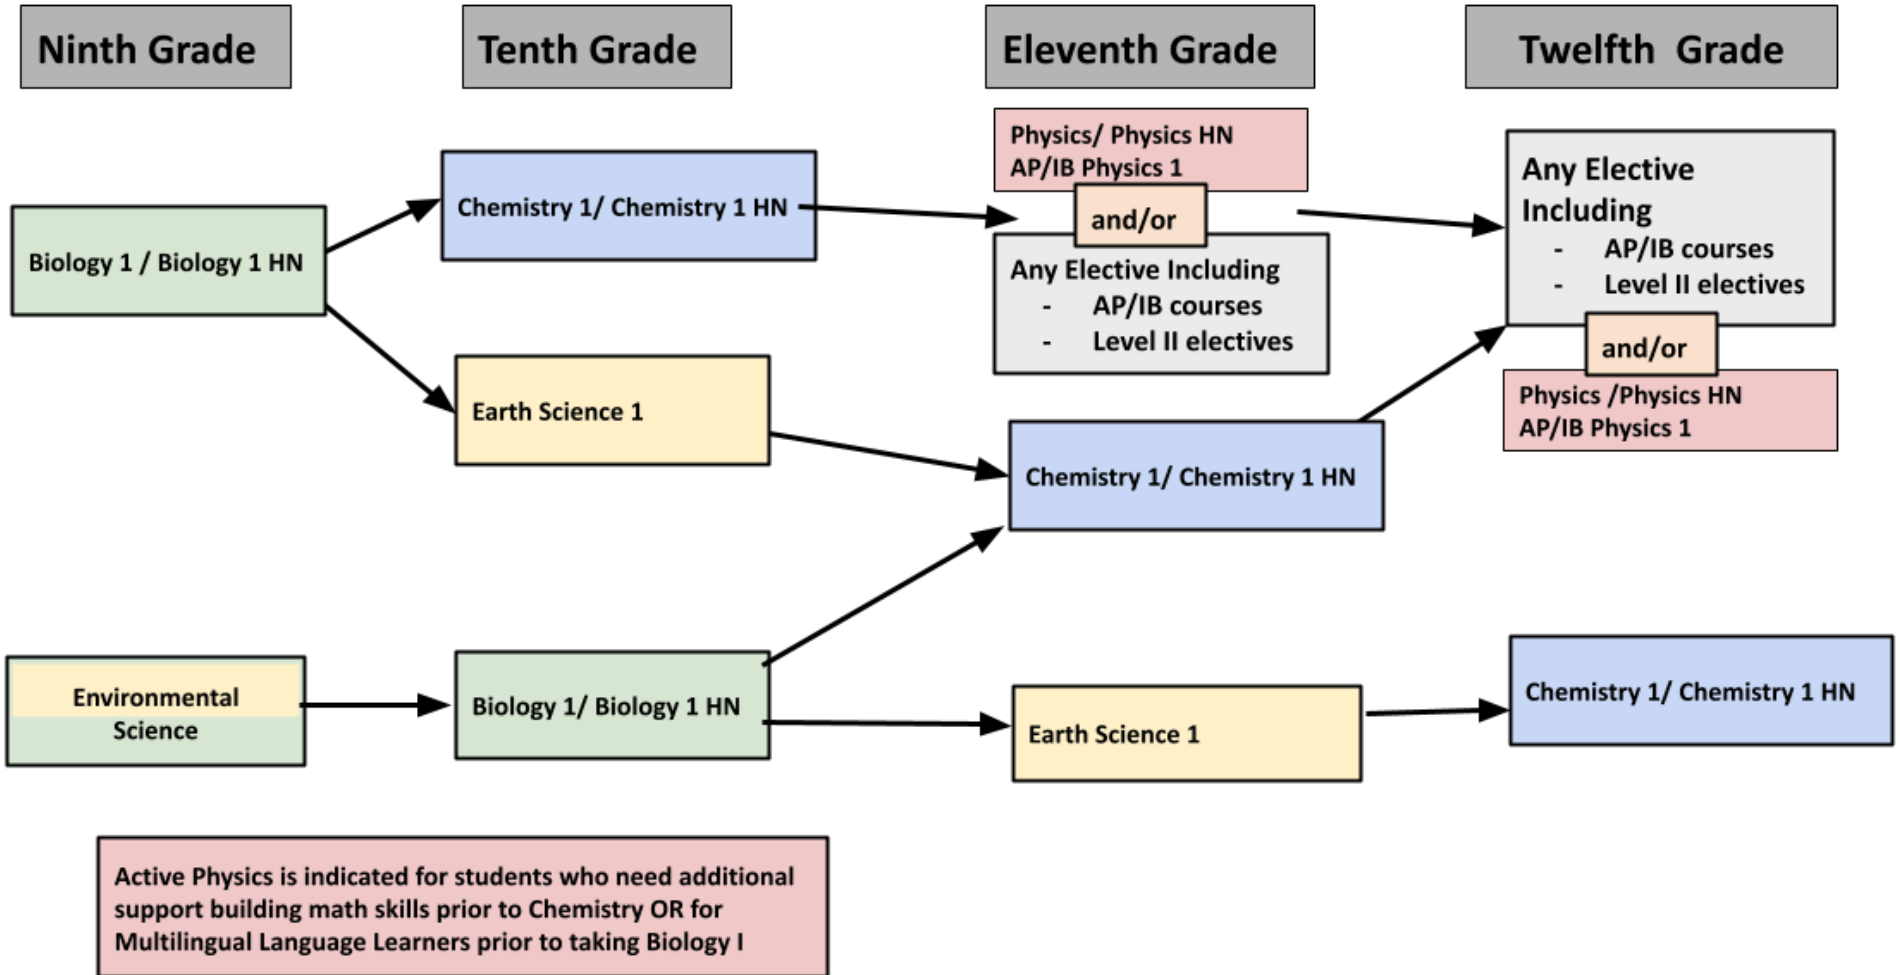 Ninth Grade
Tenth Grade
Eleventh Grade
Twelfth  Grade
Biology 1 / Biology 1 HN
Chemistry 1/ Chemistry 1 HN
Physics/ Physics HN
AP/IB Physics 1
and/or
Any Elective Including
- AP/IB courses
- Level II electives
Any Elective
Including
- AP/IB courses
- Level II electives
and/or
Physics /Physics HN
AP/IB Physics 1
Earth Science 1
Chemistry 1/ Chemistry 1 HN
Environmental
Science
Biology 1/ Biology 1 HN
Earth Science 1
Chemistry 1/ Chemistry 1 HN
Active Physics is indicated for students who need additional
support building math skills prior to Chemistry OR for
Multilingual Language Learners prior to taking Biology I